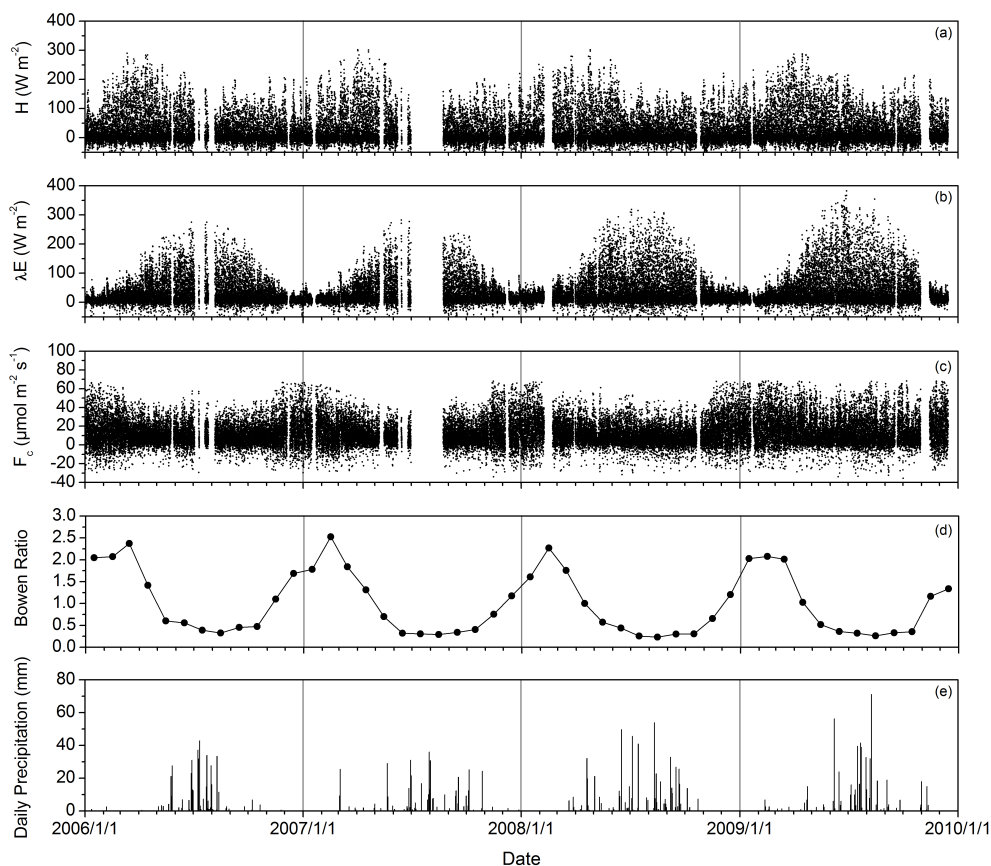 (a)
H (W m⁻²)
400
300
200
100
0
(b)
λE (W m⁻²)
400
300
200
100
0
(c)
F_c (μmol m⁻² s⁻¹)
100
80
60
40
20
0
-20
-40
(d)
Bowen Ratio
3.0
2.5
2.0
1.5
1.0
0.5
0.0
(e)
Daily Precipitation (mm)
80
60
40
20
0
2006/1/1 2007/1/1 2008/1/1 2009/1/1 2010/1/1
Date